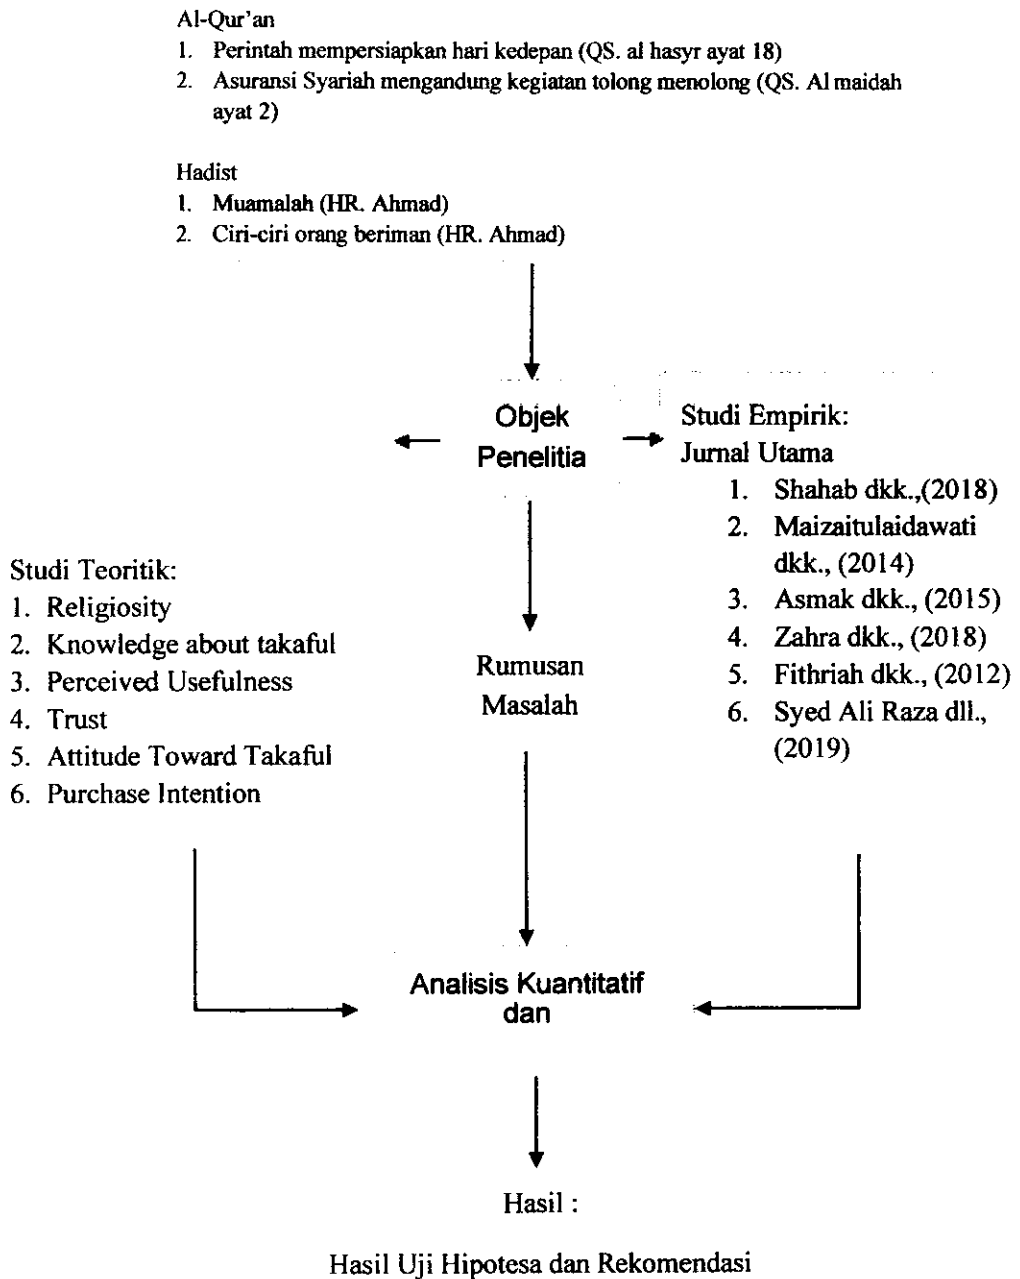 Al-Qur'an
1. Perintah mempersiapkan hari kedepan (QS. al hasyr ayat 18)
2. Asuransi Syariah mengandung kegiatan tolong menolong (QS. Al maidah
ayat 2)
Hadist
1. Muamalah (HR. Ahmad)
2. Ciri-ciri orang beriman (HR. Ahmad)
Objek
Penelitia
Studi Empirik:
Jurnal Utama
1. Shahab dkk.,(2018)
2. Maizaitulaidawati
dkk., (2014)
3. Asmak dkk., (2015)
4. Zahra dkk., (2018)
5. Fithriah dkk., (2012)
6. Syed Ali Raza dll.,
(2019)
Studi Teoritik:
1. Religiosity
2. Knowledge about takaful
3. Perceived Usefulness
4. Trust
5. Attitude Toward Takaful
6. Purchase Intention
Rumusan
Masalah
Analisis Kuantitatif
dan
Hasil :
Hasil Uji Hipotesa dan Rekomendasi